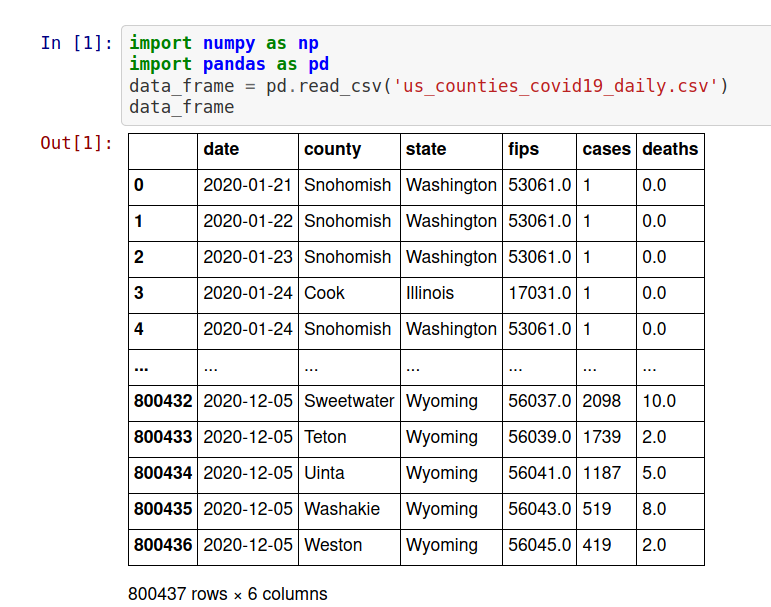 In [1]: import numpy as np
import pandas as pd
data_frame = pd.read_csv('us_counties_covid19_daily.csv')
data_frame
Out[1]:
date county state fips cases deaths
0 2020-01-21 Snohomish Washington 53061.0 1 0.0
1 2020-01-22 Snohomish Washington 53061.0 1 0.0
2 2020-01-23 Snohomish Washington 53061.0 1 0.0
3 2020-01-24 Cook Illinois 17031.0 1 0.0
4 2020-01-24 Snohomish Washington 53061.0 1 0.0
... ... ... ... ... ... ...
800432 2020-12-05 Sweetwater Wyoming 56037.0 2098 10.0
800433 2020-12-05 Teton Wyoming 56039.0 1739 2.0
800434 2020-12-05 Uinta Wyoming 56041.0 1187 5.0
800435 2020-12-05 Washakie Wyoming 56043.0 519 8.0
800436 2020-12-05 Weston Wyoming 56045.0 419 2.0
800437 rows × 6 columns